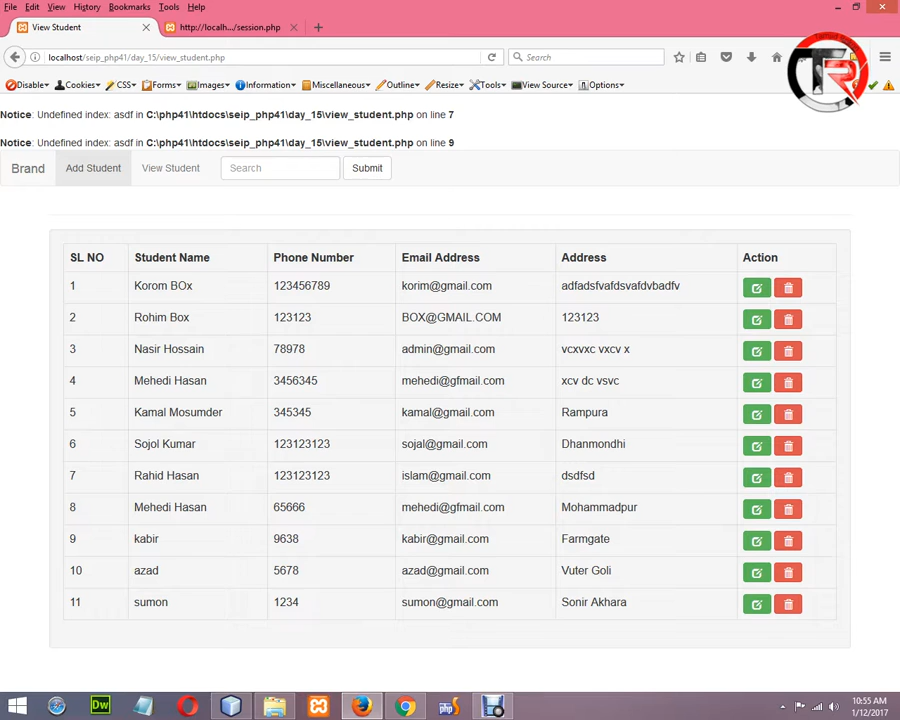 File Edit View History Bookmarks Tools Help
View Student
http://localh.../session.php
localhost/seip_php41/day_15/view_student.php
Search
Disable Cookies CSS Forms Images Information Miscellaneous Outline Resize Tools View Source Options
TR
Notice: Undefined index: asdf in C:\php41\htdocs\seip_php41\day_15\view_student.php on line 7
Notice: Undefined index: asdf in C:\php41\htdocs\seip_php41\day_15\view_student.php on line 9
Brand Add Student View Student Search Submit
SL NO Student Name Phone Number Email Address Address Action
1 Korom BOx 123456789 korim@gmail.com adfadsfvafdsvafdvbadfv
2 Rohim Box 123123 BOX@GMAIL.COM 123123
3 Nasir Hossain 78978 admin@gmail.com vcxvxc vxcv x
4 Mehedi Hasan 3456345 mehedi@gfmail.com xcv dc vsvc
5 Kamal Mosumder 345345 kamal@gmail.com Rampura
6 Sojol Kumar 123123123 sojal@gmail.com Dhanmondhi
7 Rahid Hasan 123123123 islam@gmail.com dsdfsd
8 Mehedi Hasan 65666 mehedi@gfmail.com Mohammadpur
9 kabir 9638 kabir@gmail.com Farmgate
10 azad 5678 azad@gmail.com Vuter Goli
11 sumon 1234 sumon@gmail.com Sonir Akhara
Dw
php
10:55 AM
1/12/2017